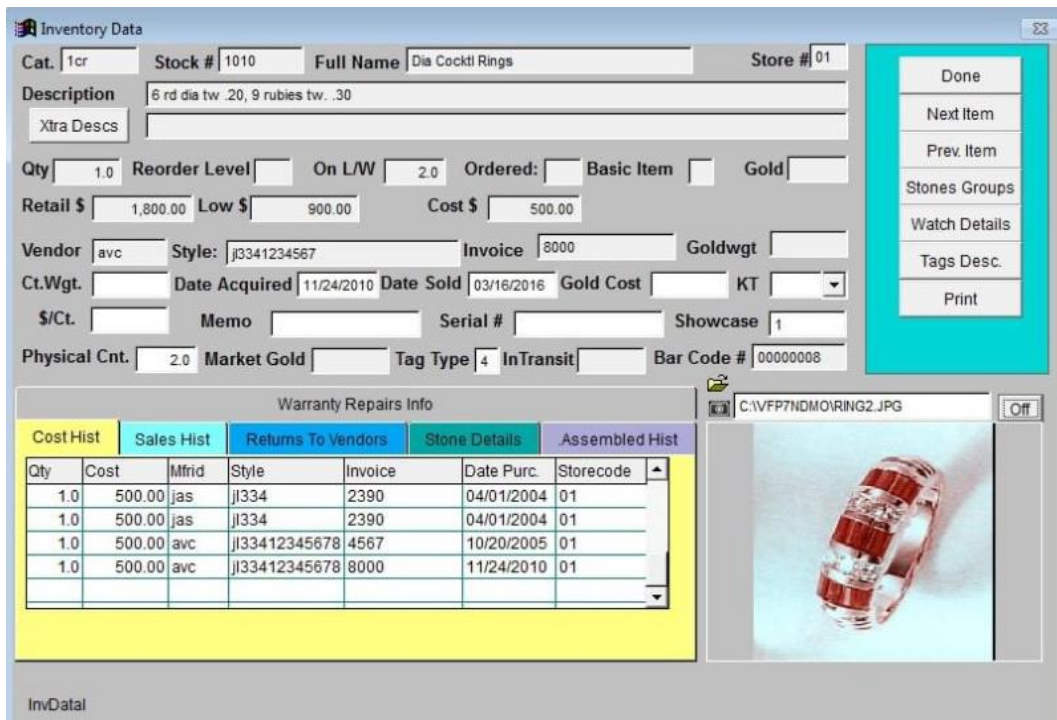 Inventory Data
Cat. 1cr Stock # 1010 Full Name Dia Cocktl Rings Store # 01
Description 6 rd dia tw .20, 9 rubies tw. .30
Xtra Descs
Qty 1.0 Reorder Level On L/W 2.0 Ordered: Basic Item Gold
Retail $ 1,800.00 Low $ 900.00 Cost $ 500.00
Vendor avc Style: jl3341234567 Invoice 8000 Goldwgt
Ct.Wgt. Date Acquired 11/24/2010 Date Sold 03/16/2016 Gold Cost KT
$/Ct. Memo Serial # Showcase 1
Physical Cnt. 2.0 Market Gold Tag Type 4 InTransit Bar Code # 00000008
Done
Next Item
Prev. Item
Stones Groups
Watch Details
Tags Desc.
Print
Warranty Repairs Info
Cost Hist Sales Hist Returns To Vendors Stone Details .Assembled Hist
Qty Cost Mfrid Style Invoice Date Purc. Storecode
1.0 500.00 jas jl334 2390 04/01/2004 01
1.0 500.00 jas jl334 2390 04/01/2004 01
1.0 500.00 avc jl33412345678 4567 10/20/2005 01
1.0 500.00 avc jl33412345678 8000 11/24/2010 01
C:\VFP7NDMO\RING2.JPG Off
InvDataI